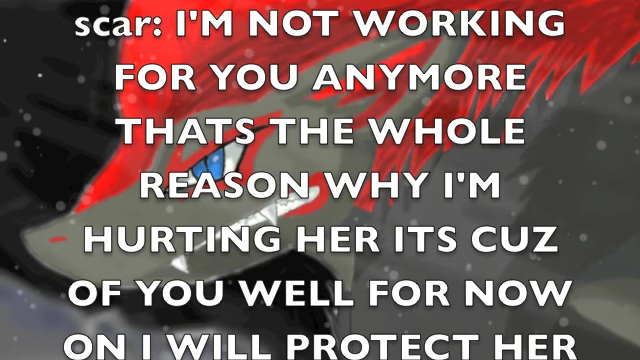 scar: I'M NOT WORKING
FOR YOU ANYMORE
THATS THE WHOLE
REASON WHY I'M
HURTING HER ITS CUZ
OF YOU WELL FOR NOW
ON I WILL PROTECT HER